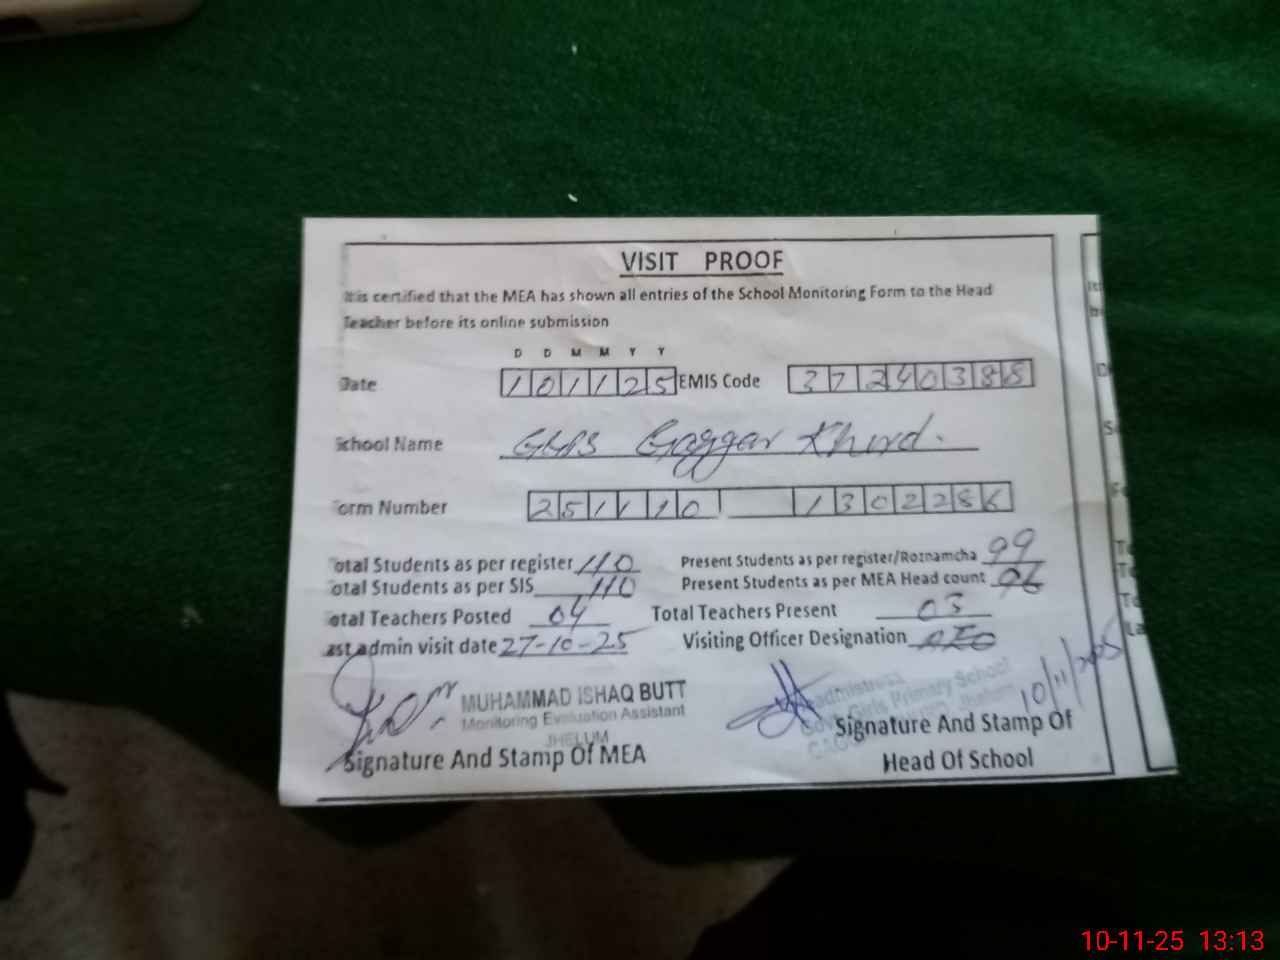 VISIT PROOF
It is certified that the MEA has shown all entries of the School Monitoring Form to the Head
Teacher before its online submission
D D M M Y Y
Date 1 0 1 1 2 5 EMIS Code 3 7 2 4 0 3 8 8
School Name Gaggar Khurd.
Form Number 2 5 1 1 1 0 1 3 0 2 2 8 6
Total Students as per register 110 Present Students as per register/Roznamcha 99
Total Students as per SIS 110 Present Students as per MEA Head count 96
Total Teachers Posted 04 Total Teachers Present 03
Last admin visit date 27-10-25 Visiting Officer Designation AEO
MUHAMMAD ISHAQ BUTT
Monitoring Evaluation Assistant
JHELUM
Signature And Stamp Of MEA
Headmistress
Govt. Girls Primary School
10/11/2025
Signature And Stamp Of
Head Of School
10-11-25 13:13